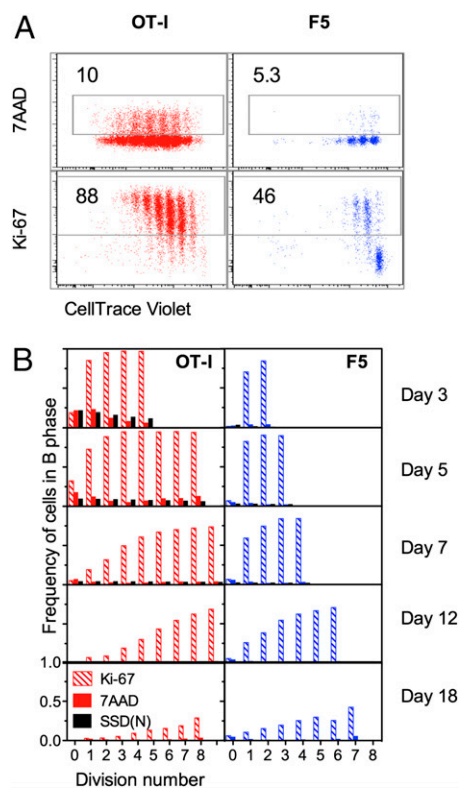 A
OT-I F5
7AAD
10 5.3
Ki-67
88 46
CellTrace Violet
B
OT-I F5
Day 3
Day 5
Day 7
Day 12
Day 18
Frequency of cells in B phase
1.0
0.5
0.0
Ki-67
7AAD
SSD(N)
0 1 2 3 4 5 6 7 8 0 1 2 3 4 5 6 7 8
Division number